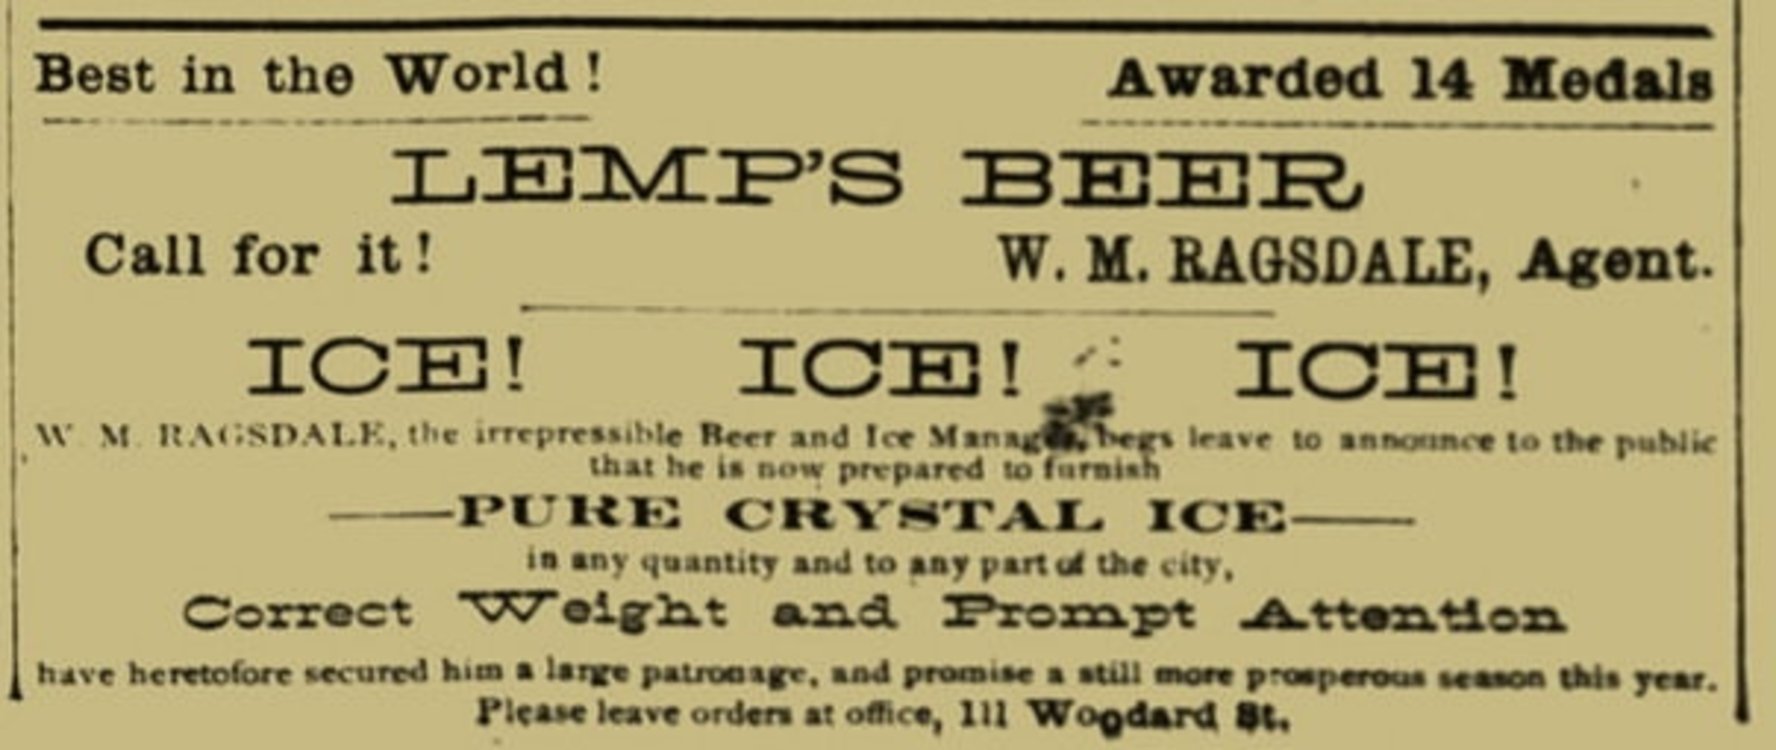 Best in the World! Awarded 14 Medals
LEMP'S BEER
Call for it! W. M. RAGSDALE, Agent.
ICE! ICE! ICE!
W. M. RAGSDALE, the irrepressible Beer and Ice Manager, begs leave to announce to the public
that he is now prepared to furnish
—PURE CRYSTAL ICE—
in any quantity and to any part of the city,
Correct Weight and Prompt Attention
have heretofore secured him a large patronage, and promise a still more prosperous season this year.
Please leave orders at office, 111 Woodard St.